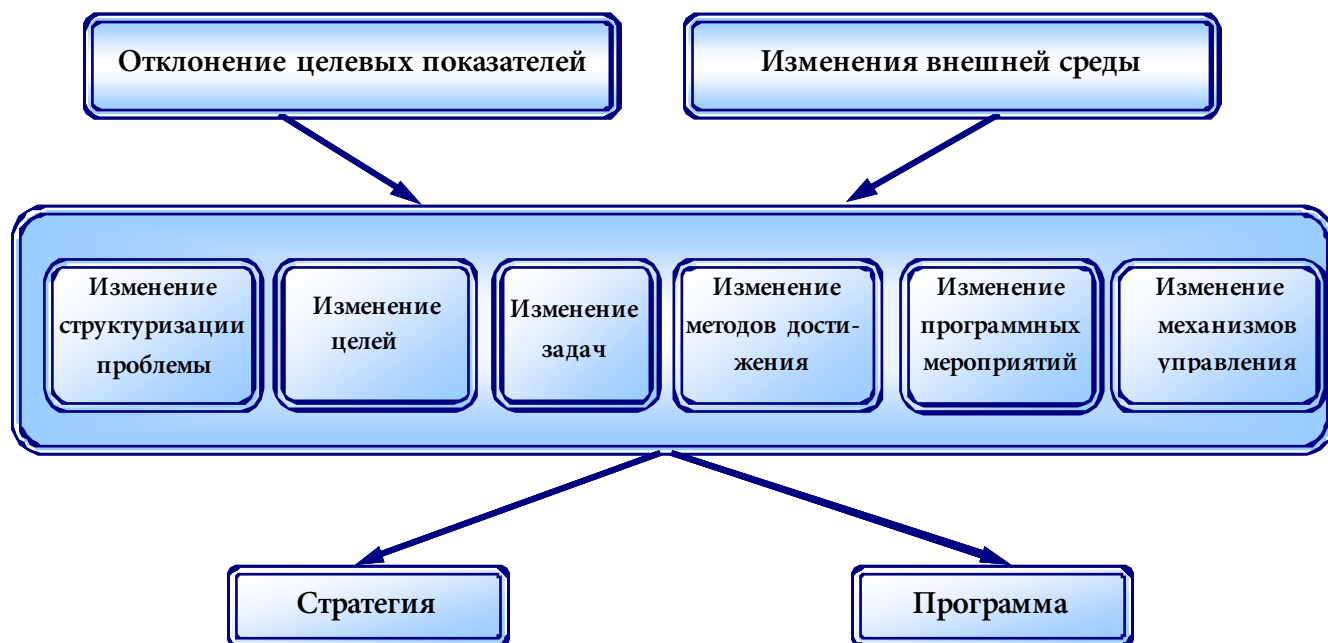 Отклонение целевых показателей
Изменения внешней среды
Изменение
структуризации
проблемы
Изменение
целей
Изменение
задач
Изменение
методов дости-
жения
Изменение
программных
мероприятий
Изменение
механизмов
управления
Стратегия
Программа